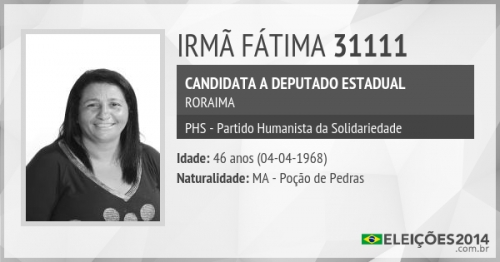 IRMÃ FÁTIMA 31111
CANDIDATA A DEPUTADO ESTADUAL
RORAIMA
PHS - Partido Humanista da Solidariedade
Idade: 46 anos (04-04-1968)
Naturalidade: MA - Poção de Pedras
ELEIÇÕES2014
.com.br